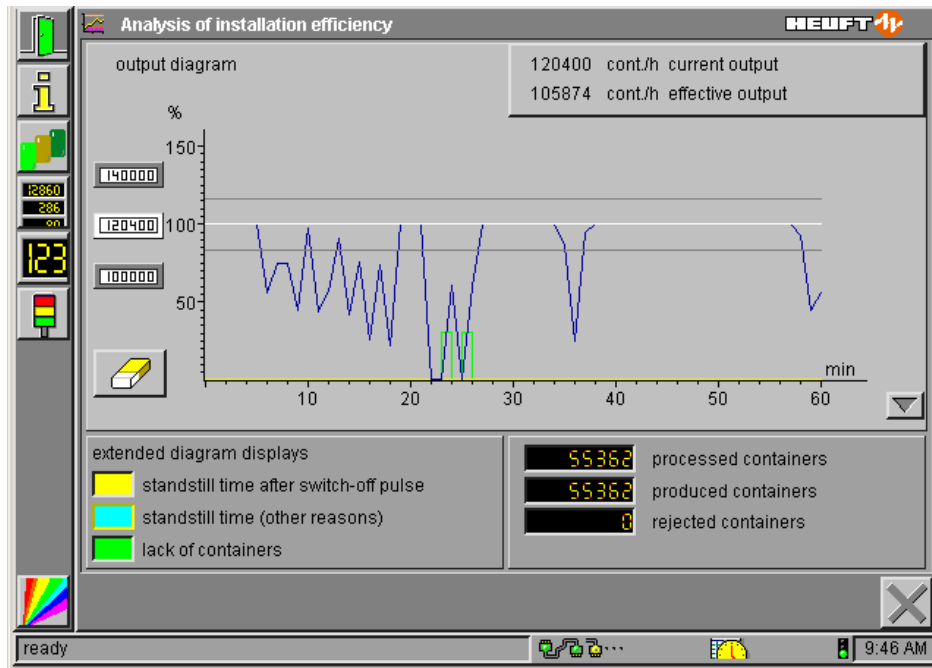 Analysis of installation efficiency
HEUFT
output diagram
120400 cont./h current output
105874 cont./h effective output
%
150
140000
120400
100
100000
50
min
10 20 30 40 50 60
12860
286
90
123
extended diagram displays
standstill time after switch-off pulse
standstill time (other reasons)
lack of containers
55362 processed containers
55362 produced containers
0 rejected containers
ready
9:46 AM